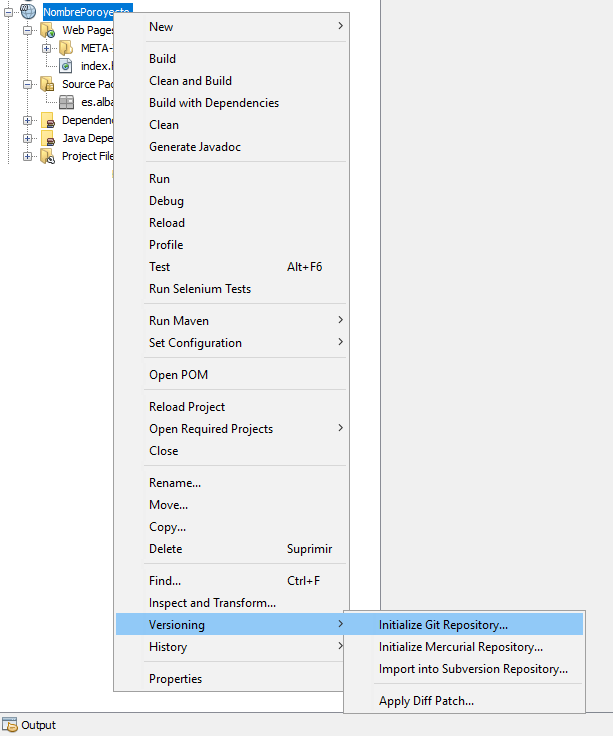 NombrePoroyecto
Web Pages
META-
index.h
Source Pac
es.alba
Dependenc
Java Depe
Project File
New
Build
Clean and Build
Build with Dependencies
Clean
Generate Javadoc
Run
Debug
Reload
Profile
Test Alt+F6
Run Selenium Tests
Run Maven
Set Configuration
Open POM
Reload Project
Open Required Projects
Close
Rename...
Move...
Copy...
Delete Suprimir
Find... Ctrl+F
Inspect and Transform...
Versioning
History
Properties
Initialize Git Repository...
Initialize Mercurial Repository...
Import into Subversion Repository...
Apply Diff Patch...
Output